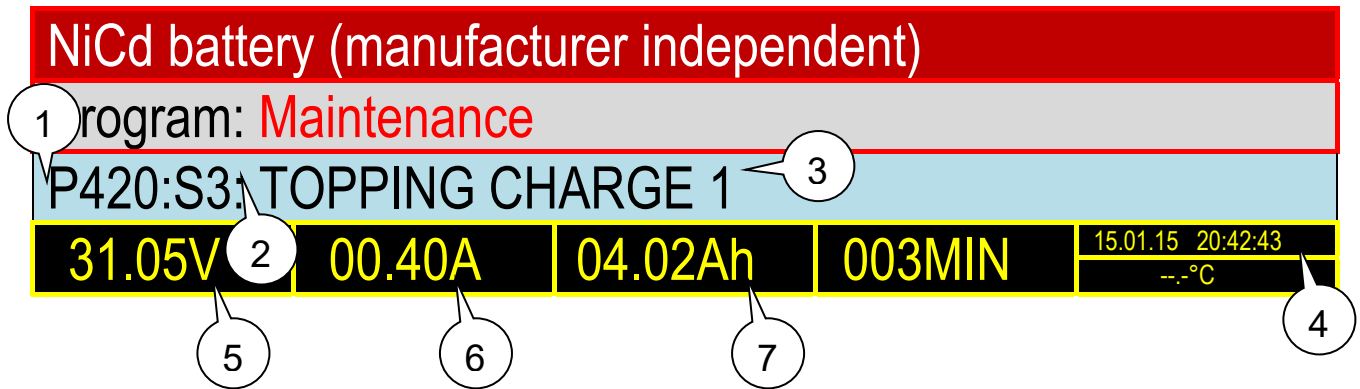 NiCd battery (manufacturer independent)
rogram: Maintenance
P420:S3: TOPPING CHARGE 1
31.05V 00.40A 04.02Ah 003MIN 15.01.15 20:42:43
--.-°C
1
2
3
4
5
6
7